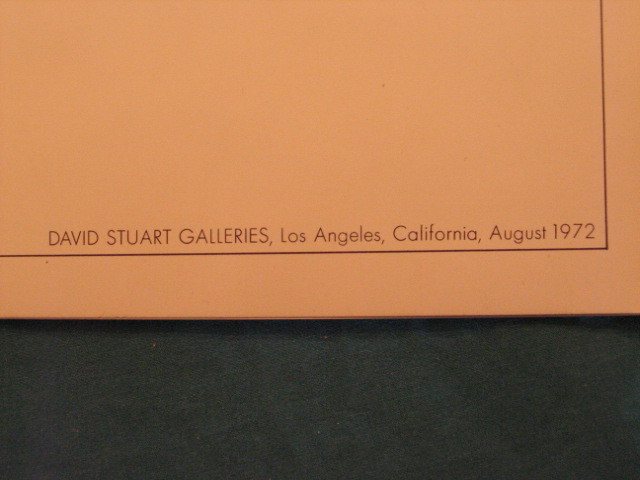 DAVID STUART GALLERIES, Los Angeles, California, August 1972